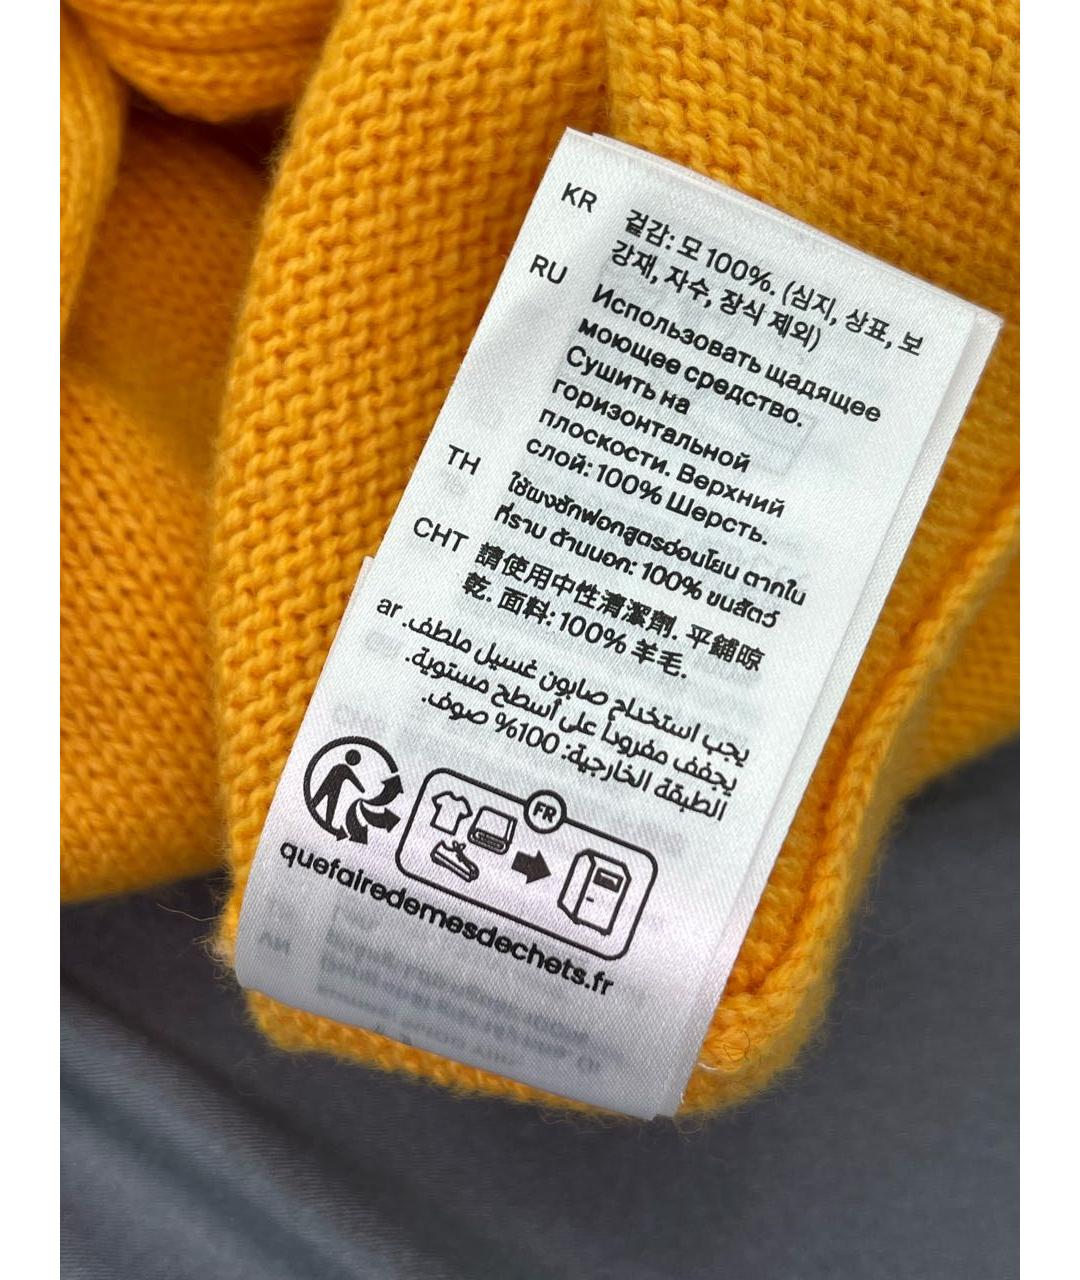 KR 겉감: 모 100%. (심지, 상표, 보
강재, 자수, 장식 제외)
RU Использовать щадящее
моющее средство.
Сушить на
горизонтальной
плоскости. Верхний
слой: 100% Шерсть.
TH ใช้ผงซักฟอกสูตรอ่อนโยน ตากใน
ที่ราบ ด้านนอก: 100% ขนสัตว์
CHT 請使用中性清潔劑. 平鋪晾
乾. 面料: 100% 羊毛.
ar يجب استخداح صابون غسيل ملطف.
يجفف مفروداً على أسطح مستوية.
الطبقة الخارجية: 100% صوف.
FR
quefairedemesdechets.fr